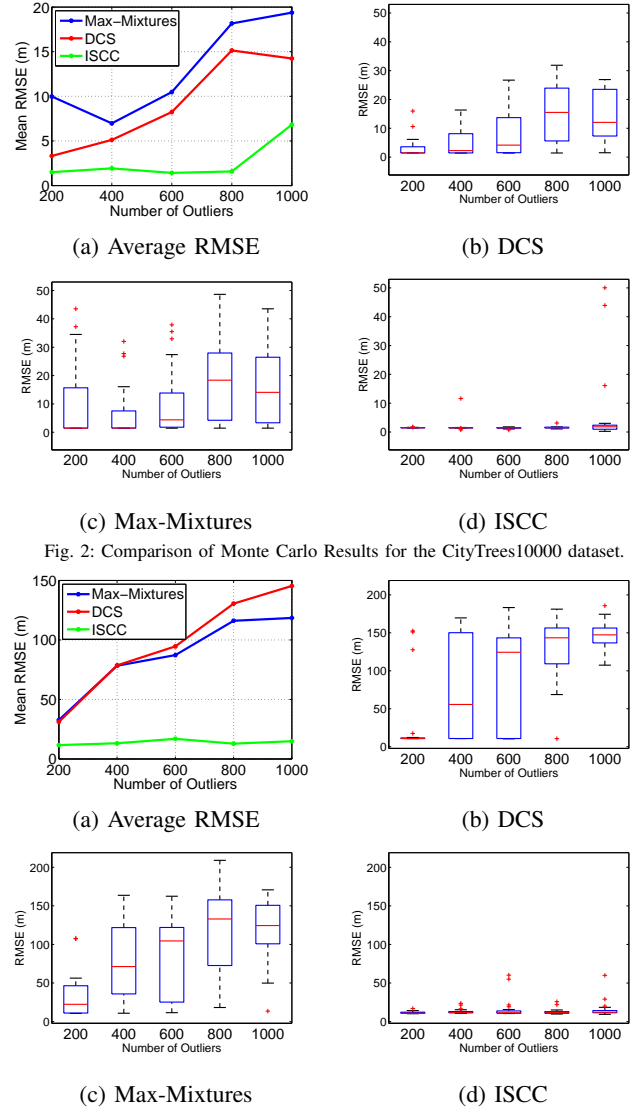 20
15
10
5
0
Mean RMSE (m)
Max−Mixtures
DCS
ISCC
200 400 600 800 1000
Number of Outliers
(a) Average RMSE
50
40
30
20
10
0
RMSE (m)
200 400 600 800 1000
Number of Outliers
(b) DCS
50
40
30
20
10
0
RMSE (m)
200 400 600 800 1000
Number of Outliers
(c) Max-Mixtures
50
40
30
20
10
0
RMSE (m)
200 400 600 800 1000
Number of Outliers
(d) ISCC
Fig. 2: Comparison of Monte Carlo Results for the CityTrees10000 dataset.
150
100
50
0
Mean RMSE (m)
Max−Mixtures
DCS
ISCC
200 400 600 800 1000
Number of Outliers
(a) Average RMSE
200
150
100
50
0
RMSE (m)
200 400 600 800 1000
Number of Outliers
(b) DCS
200
150
100
50
0
RMSE (m)
200 400 600 800 1000
Number of Outliers
(c) Max-Mixtures
200
150
100
50
0
RMSE (m)
200 400 600 800 1000
Number of Outliers
(d) ISCC